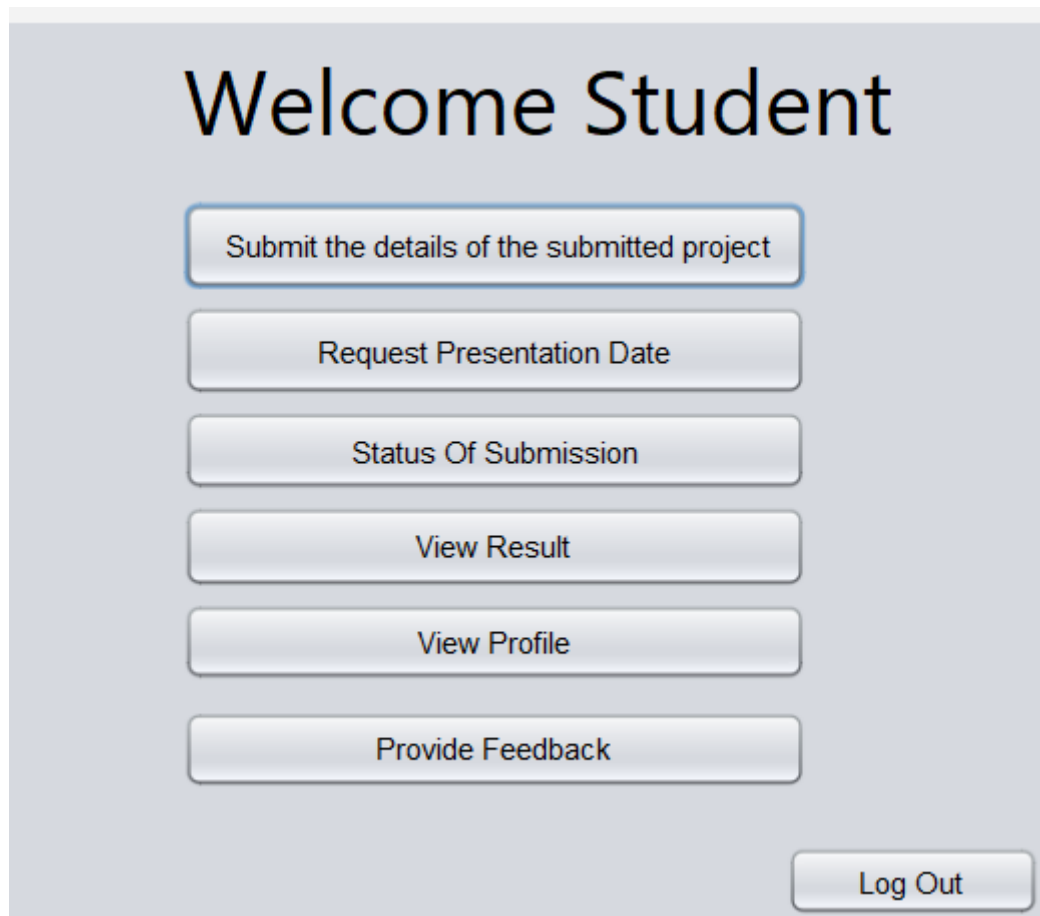 Welcome Student
Submit the details of the submitted project
Request Presentation Date
Status Of Submission
View Result
View Profile
Provide Feedback
Log Out